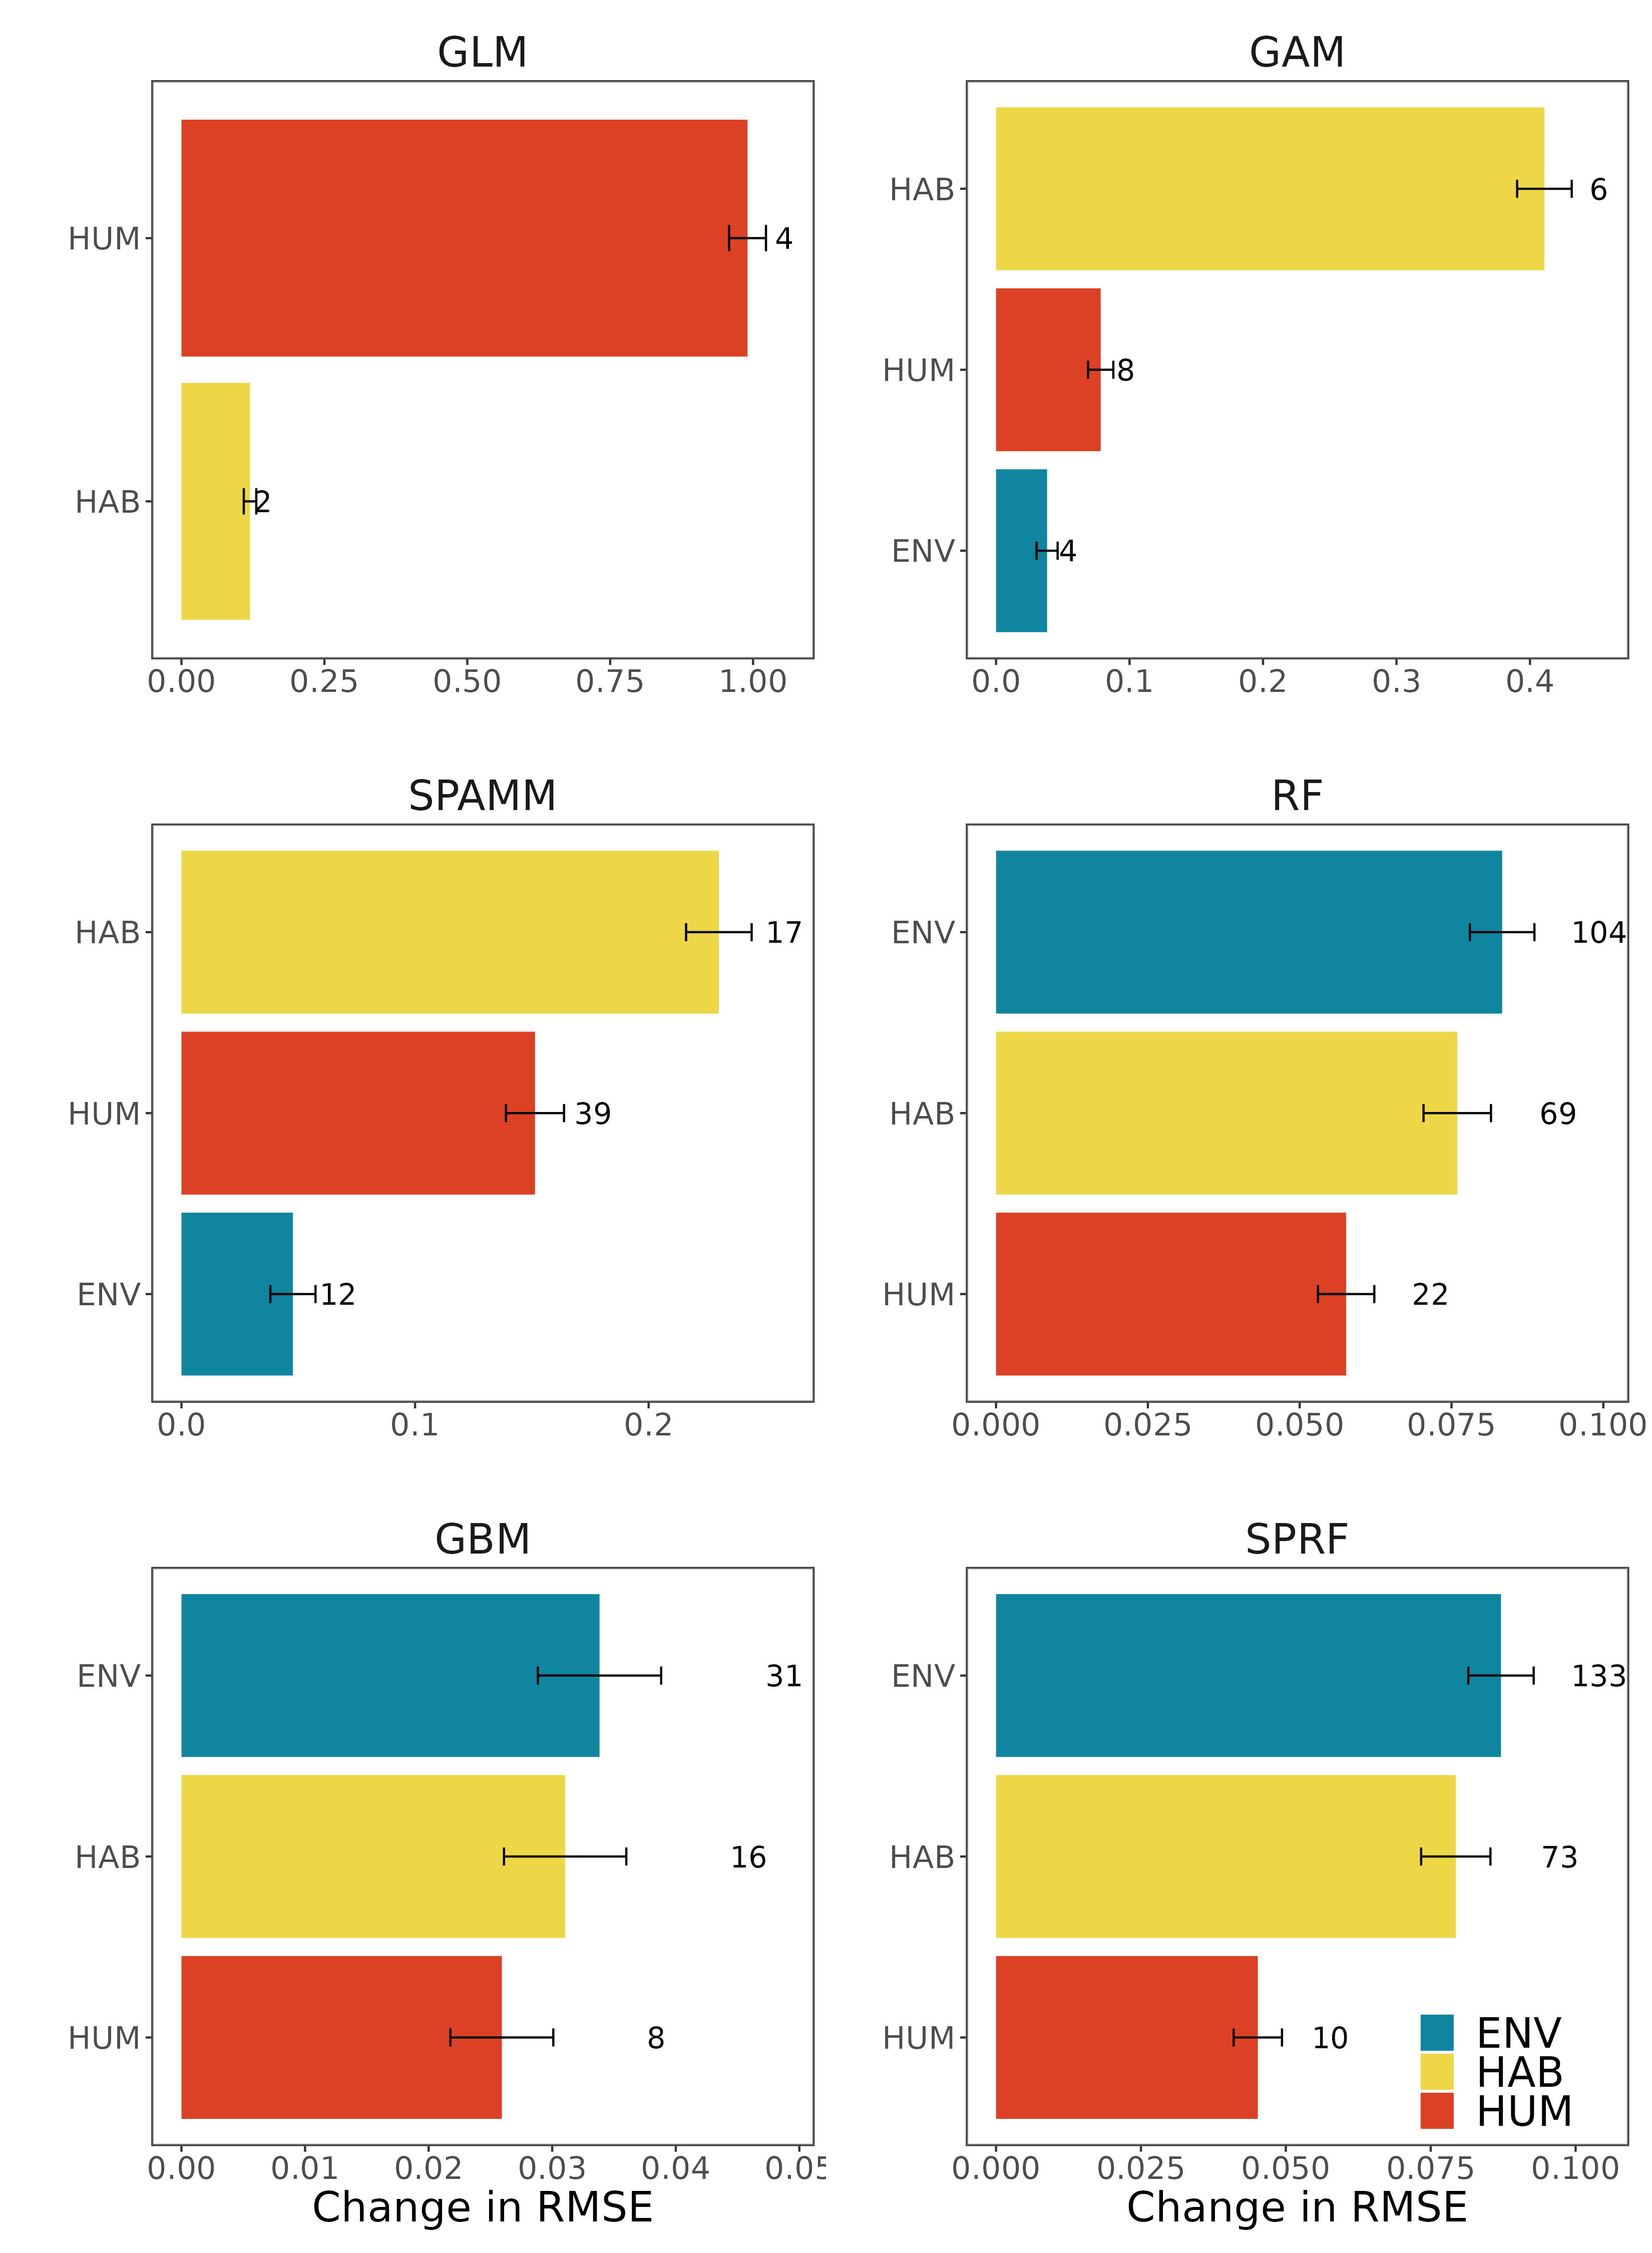 GLM
HUM
4
HAB
2
0.00 0.25 0.50 0.75 1.00
GAM
HAB
6
HUM
8
ENV
4
0.0 0.1 0.2 0.3 0.4
SPAMM
HAB
17
HUM
39
ENV
12
0.0 0.1 0.2
RF
ENV
104
HAB
69
HUM
22
0.000 0.025 0.050 0.075 0.100
GBM
ENV
31
HAB
16
HUM
8
0.00 0.01 0.02 0.03 0.04 0.05
Change in RMSE
SPRF
ENV
133
HAB
73
HUM
10
ENV
HAB
HUM
0.000 0.025 0.050 0.075 0.100
Change in RMSE